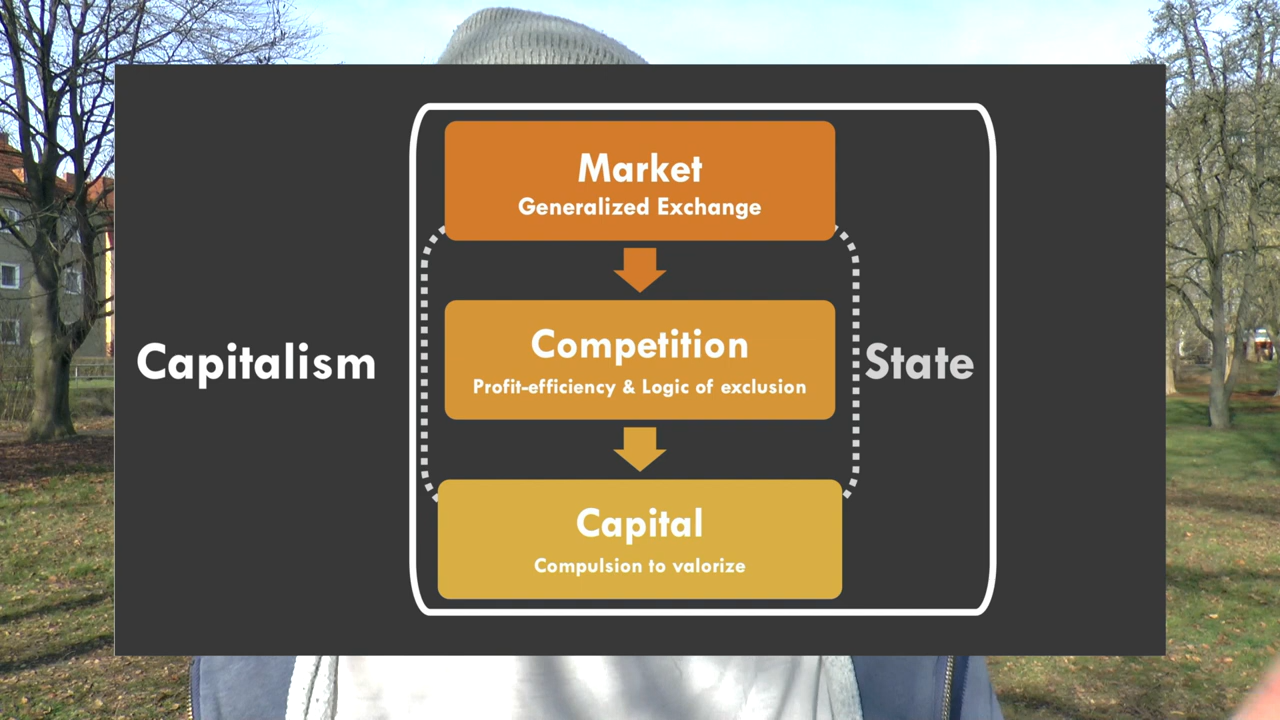 Market
Generalized Exchange
Competition
Profit-efficiency & Logic of exclusion
Capitalism
State
Capital
Compulsion to valorize